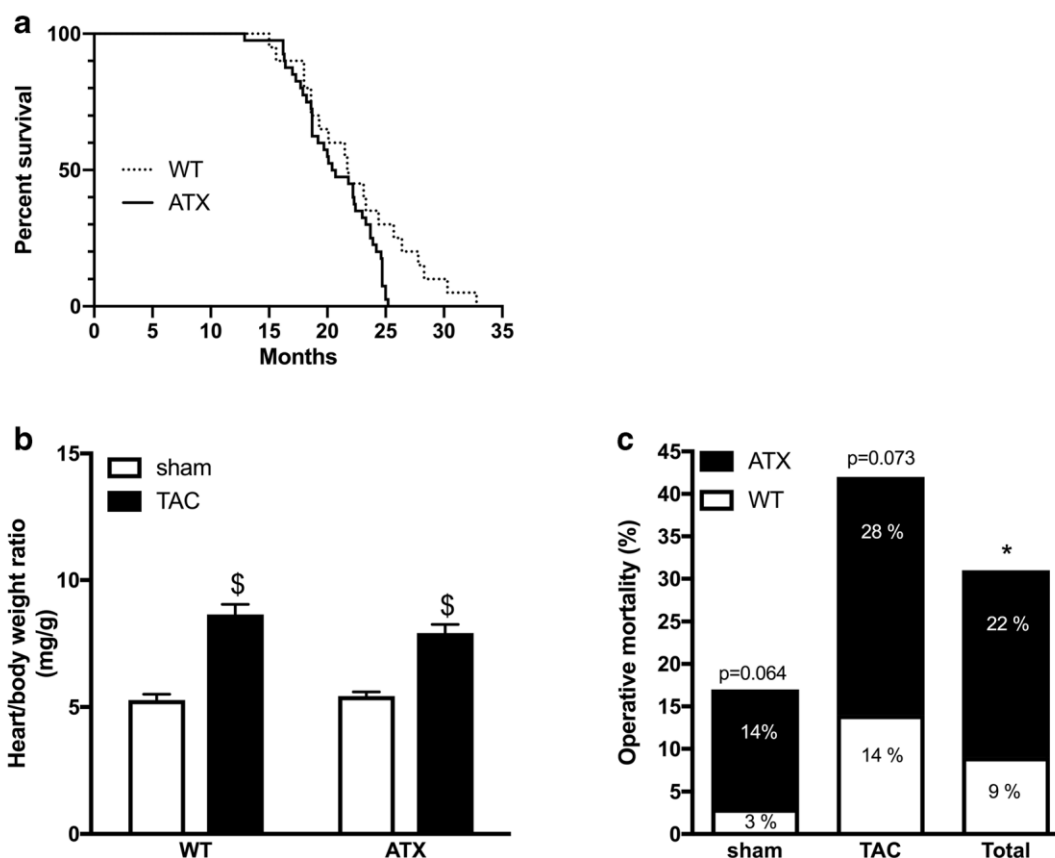 a
100
50
0
Percent survival
WT
ATX
0 5 10 15 20 25 30 35
Months
b
15
10
5
0
Heart/body weight ratio
(mg/g)
sham
TAC
$
$
WT ATX
c
45
40
35
30
25
20
15
10
5
0
Operative mortality (%)
ATX
WT
p=0.064
14%
3 %
p=0.073
28 %
14 %
*
22 %
9 %
sham TAC Total